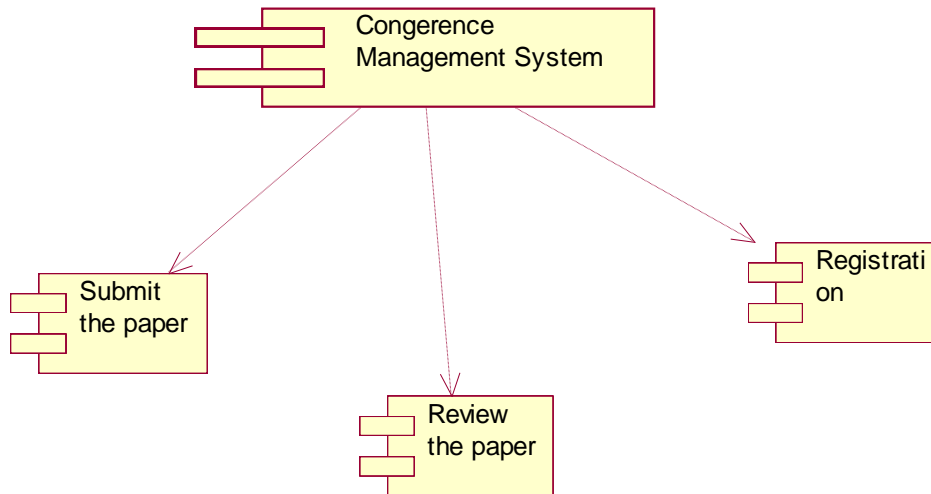 Congerence
Management System
Submit
the paper
Registrati
on
Review
the paper